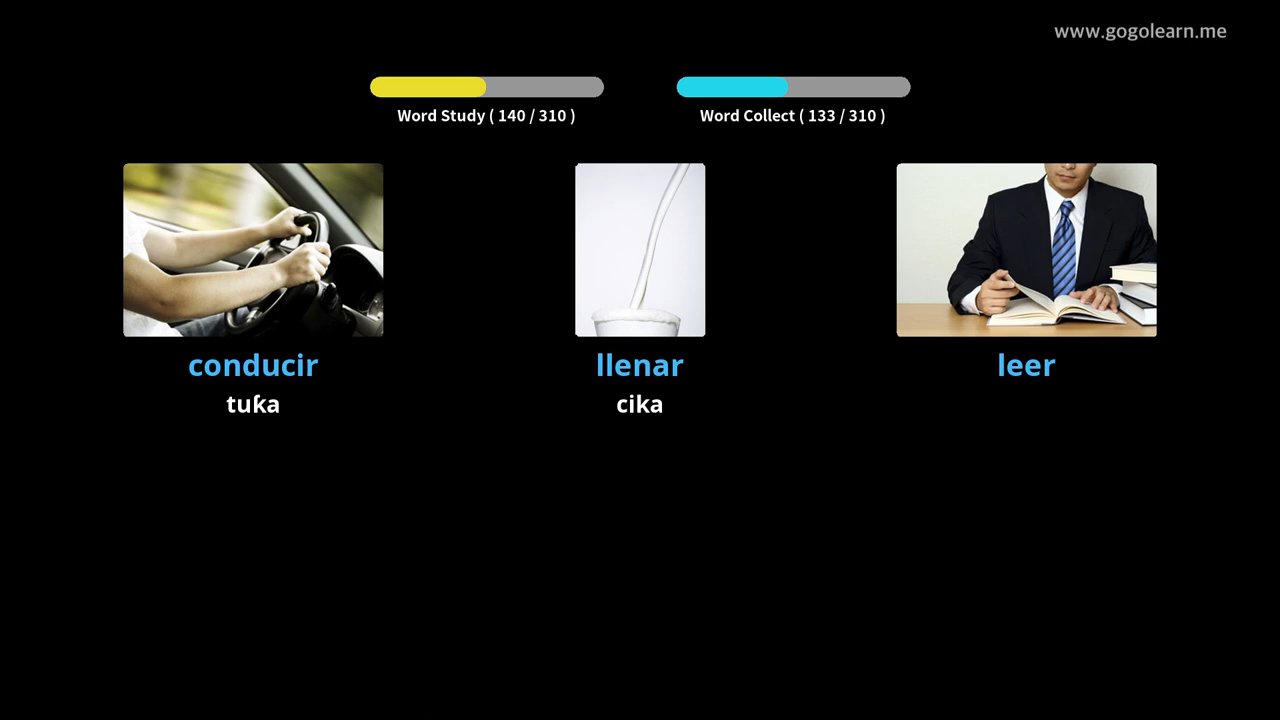 www.gogolearn.me
Word Study ( 140 / 310 )
Word Collect ( 133 / 310 )
conducir
llenar
leer
tuƙa
cika